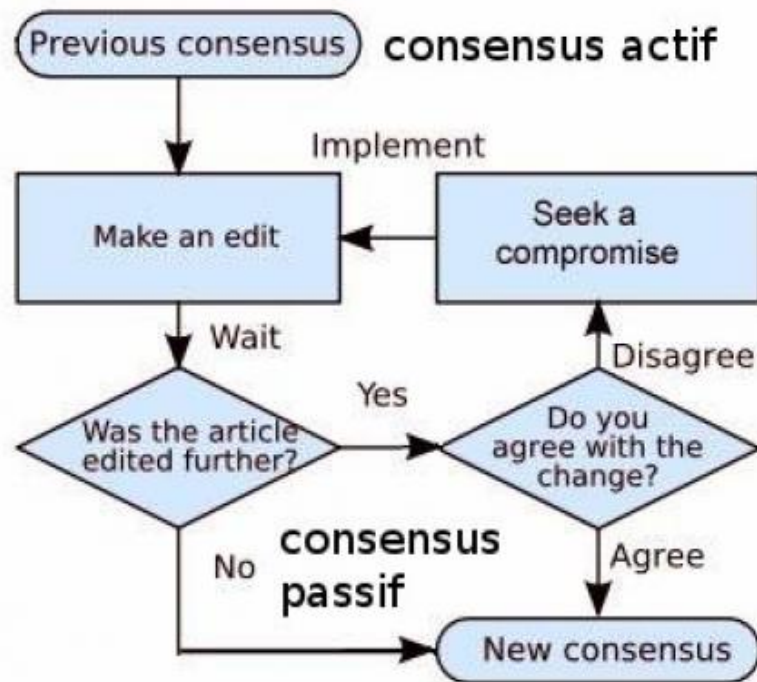 Previous consensus
consensus actif
Implement
Make an edit
Seek a
compromise
Wait
Disagree
Yes
Was the article
edited further?
Do you
agree with the
change?
No
consensus
passif
Agree
New consensus